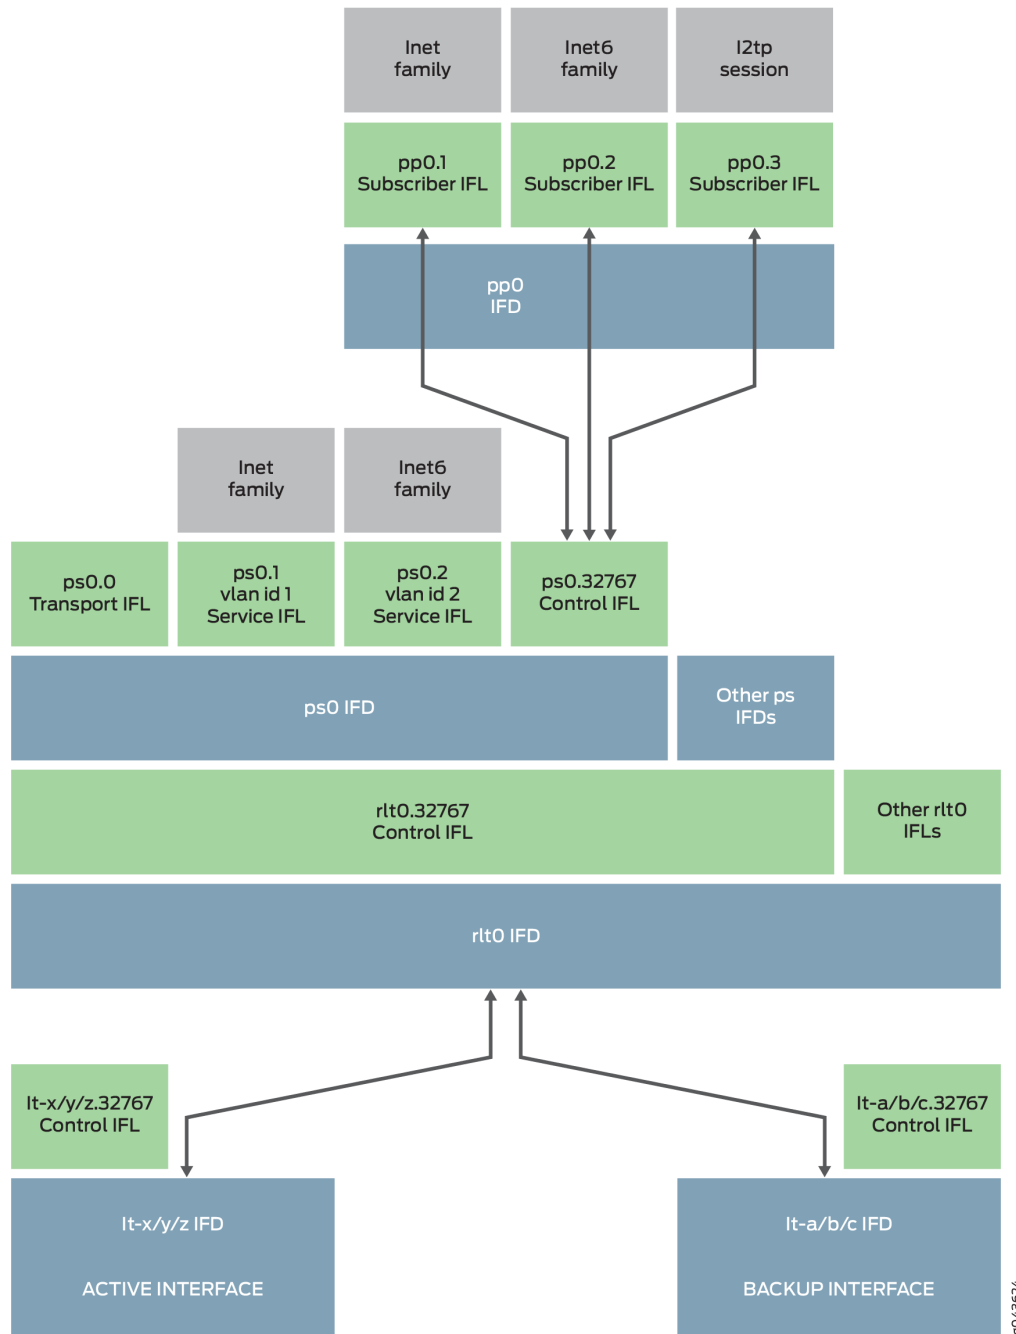 Inet
family
Inet6
family
l2tp
session
pp0.1
Subscriber IFL
pp0.2
Subscriber IFL
pp0.3
Subscriber IFL
pp0
IFD
Inet
family
Inet6
family
ps0.0
Transport IFL
ps0.1
vlan id 1
Service IFL
ps0.2
vlan id 2
Service IFL
ps0.32767
Control IFL
ps0 IFD
Other ps
IFDs
rlt0.32767
Control IFL
Other rlt0
IFLs
rlt0 IFD
lt-x/y/z.32767
Control IFL
lt-a/b/c.32767
Control IFL
lt-x/y/z IFD
ACTIVE INTERFACE
lt-a/b/c IFD
BACKUP INTERFACE